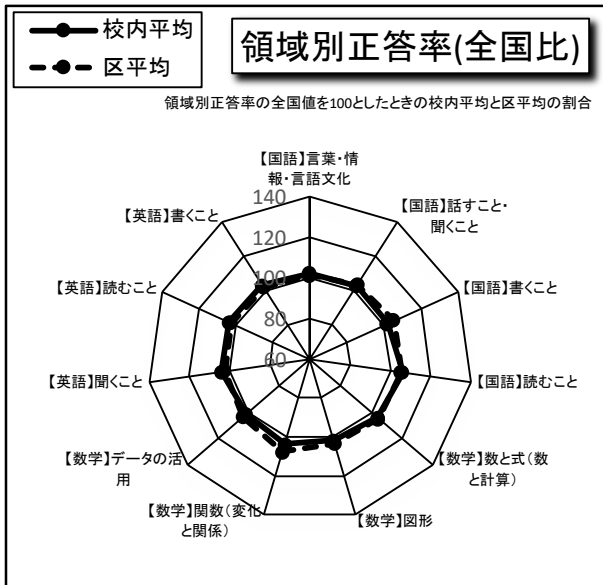 校内平均
区平均
領域別正答率(全国比)
領域別正答率の全国値を100としたときの校内平均と区平均の割合
【国語】言葉・情
報・言語文化
【国語】話すこと・
聞くこと
【国語】書くこと
【国語】読むこと
【数学】数と式(数
と計算)
【数学】図形
【数学】関数(変化
と関係)
【数学】データの活
用
【英語】聞くこと
【英語】読むこと
【英語】書くこと
140
120
100
80
60